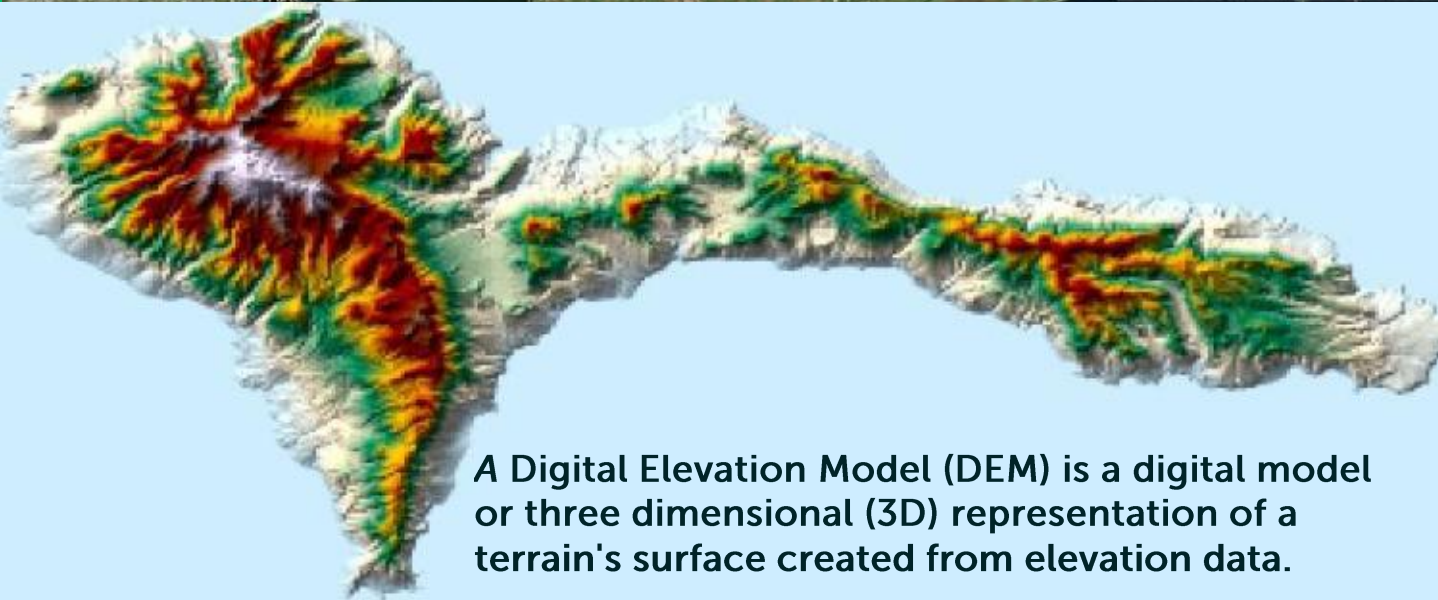 A Digital Elevation Model (DEM) is a digital model
or three dimensional (3D) representation of a
terrain's surface created from elevation data.